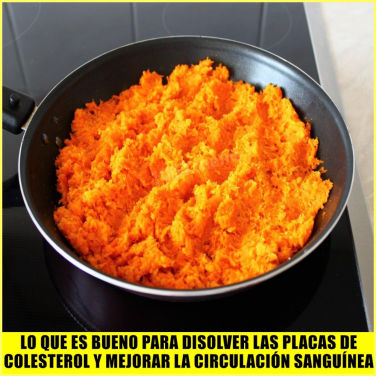 LO QUE ES BUENO PARA DISOLVER LAS PLACAS DE
COLESTEROL Y MEJORAR LA CIRCULACIÓN SANGUÍNEA